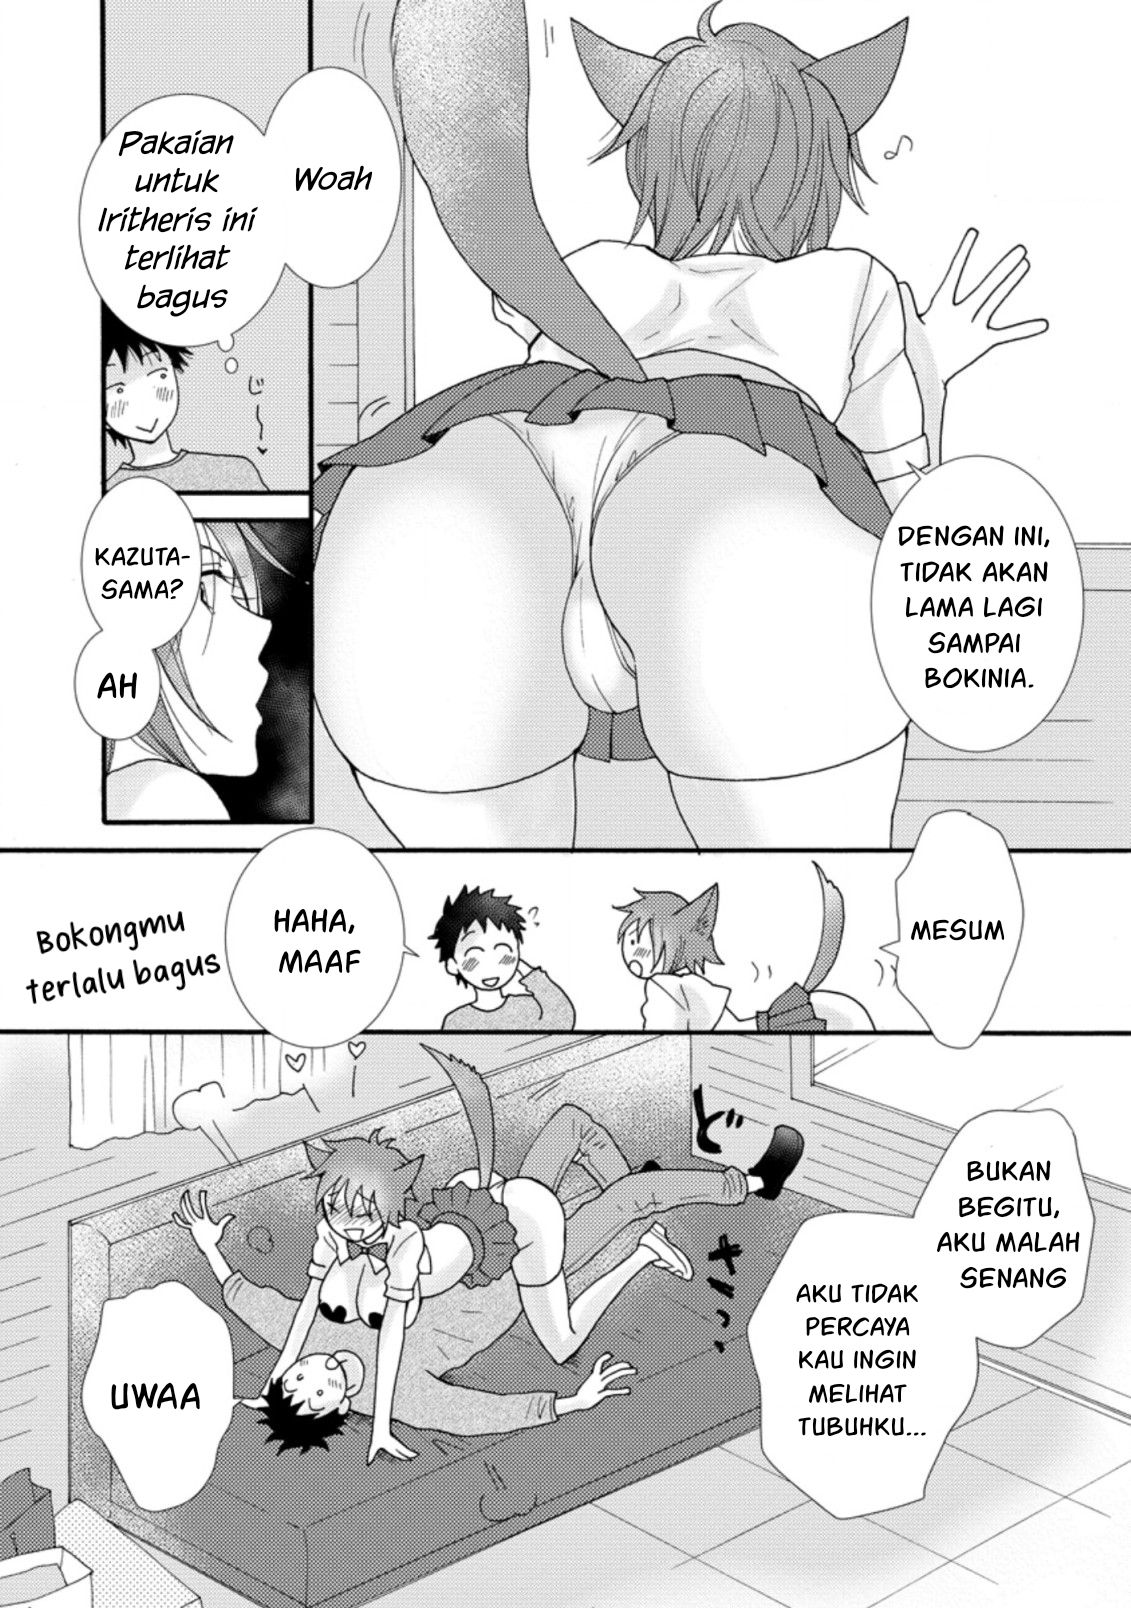 Woah
Pakaian
untuk
Iritheris ini
terlihat
bagus
じ〜
DENGAN INI,
TIDAK AKAN
LAMA LAGI
SAMPAI
BOKINIA.
KAZUTA-
SAMA?
AH
MESUM
HAHA,
MAAF
Bokongmu
terlalu bagus
BUKAN
BEGITU,
AKU MALAH
SENANG
AKU TIDAK
PERCAYA
KAU INGIN
MELIHAT
TUBUHKU...
UWAA